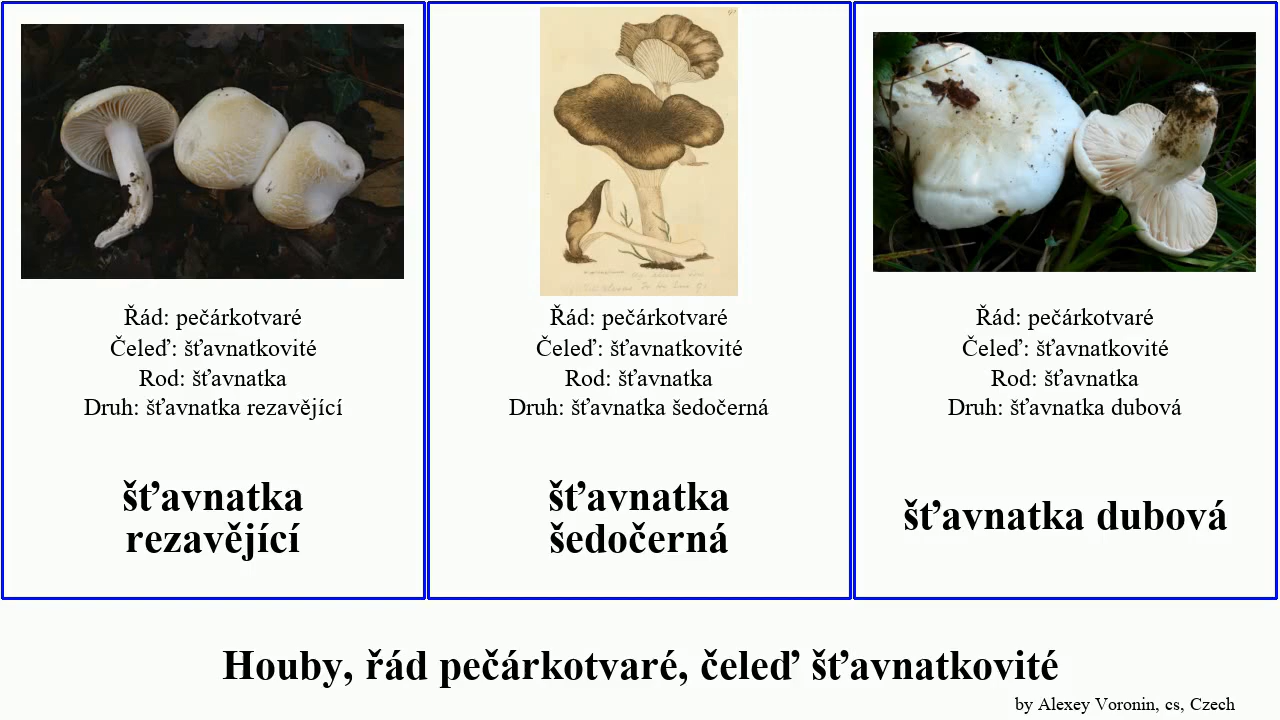 Řád: pečárkotvaré
Čeleď: šťavnatkovité
Rod: šťavnatka
Druh: šťavnatka rezavějící
šťavnatka
rezavějící
Řád: pečárkotvaré
Čeleď: šťavnatkovité
Rod: šťavnatka
Druh: šťavnatka šedočerná
šťavnatka
šedočerná
Řád: pečárkotvaré
Čeleď: šťavnatkovité
Rod: šťavnatka
Druh: šťavnatka dubová
šťavnatka dubová
Houby, řád pečárkotvaré, čeleď šťavnatkovité
by Alexey Voronin, cs, Czech